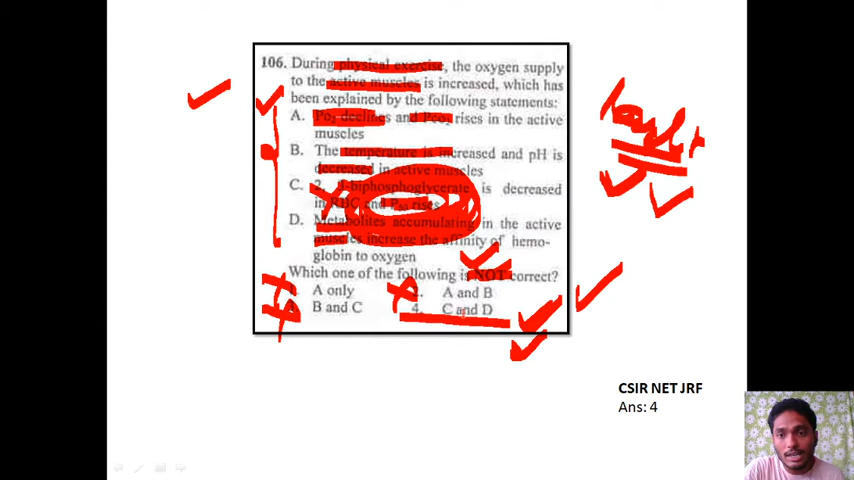 106. During physical exercise, the oxygen supply
to the active muscles is increased, which has
been explained by the following statements:
A. Po₂ declines and Pco₂ rises in the active
muscles
B. The temperature is increased and pH is
decreased in active muscles
C. 2, 3-biphosphoglycerate is decreased
in RBC and P₅₀ rises
D. Metabolites accumulating in the active
muscles increase the affinity of hemo-
globin to oxygen
Which one of the following is NOT correct?
A only
2. A and B
B and C
4. C and D
CSIR NET JRF
Ans: 4